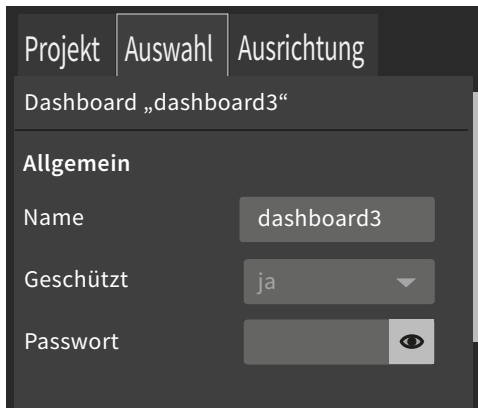 Projekt Auswahl Ausrichtung
Dashboard „dashboard3“
Allgemein
Name dashboard3
Geschützt ja
Passwort